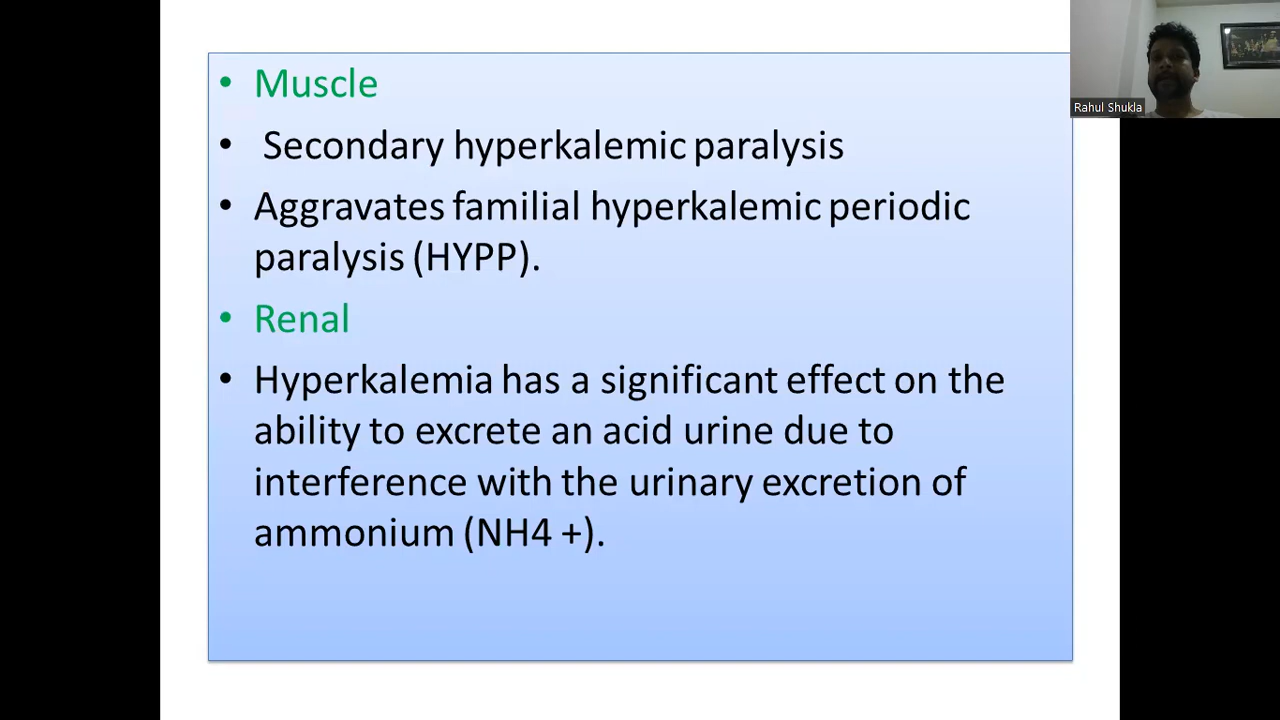 • Muscle
• Secondary hyperkalemic paralysis
• Aggravates familial hyperkalemic periodic
paralysis (HYPP).
• Renal
• Hyperkalemia has a significant effect on the
ability to excrete an acid urine due to
interference with the urinary excretion of
ammonium (NH4 +).
Rahul Shukla